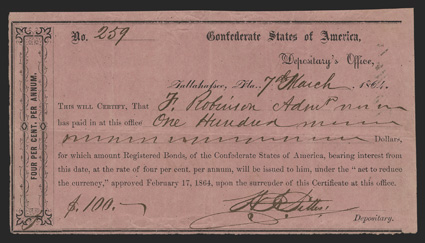 No. 259 Confederate States of America,
Depositary's Office,
Tallahassee, Fla., 7th March, 1864.
THIS WILL CERTIFY, That F. Robinson Admr
has paid in at this office One Hundred
Dollars,
for which amount Registered Bonds, of the Confederate States of America, bearing interest from
this date, at the rate of four per cent. per annum, will be issued to him, under the "act to reduce
the currency," approved February 17, 1864, upon the surrender of this Certificate at this office.
$. 100.—
Depositary.
FOUR PER CENT. PER ANNUM.